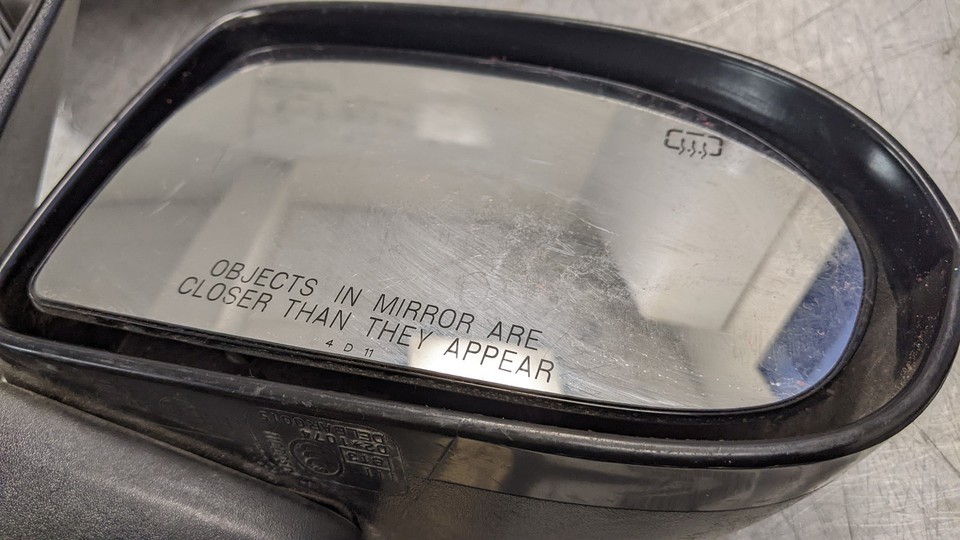 OBJECTS IN MIRROR ARE
CLOSER THAN THEY APPEAR
4 D 11